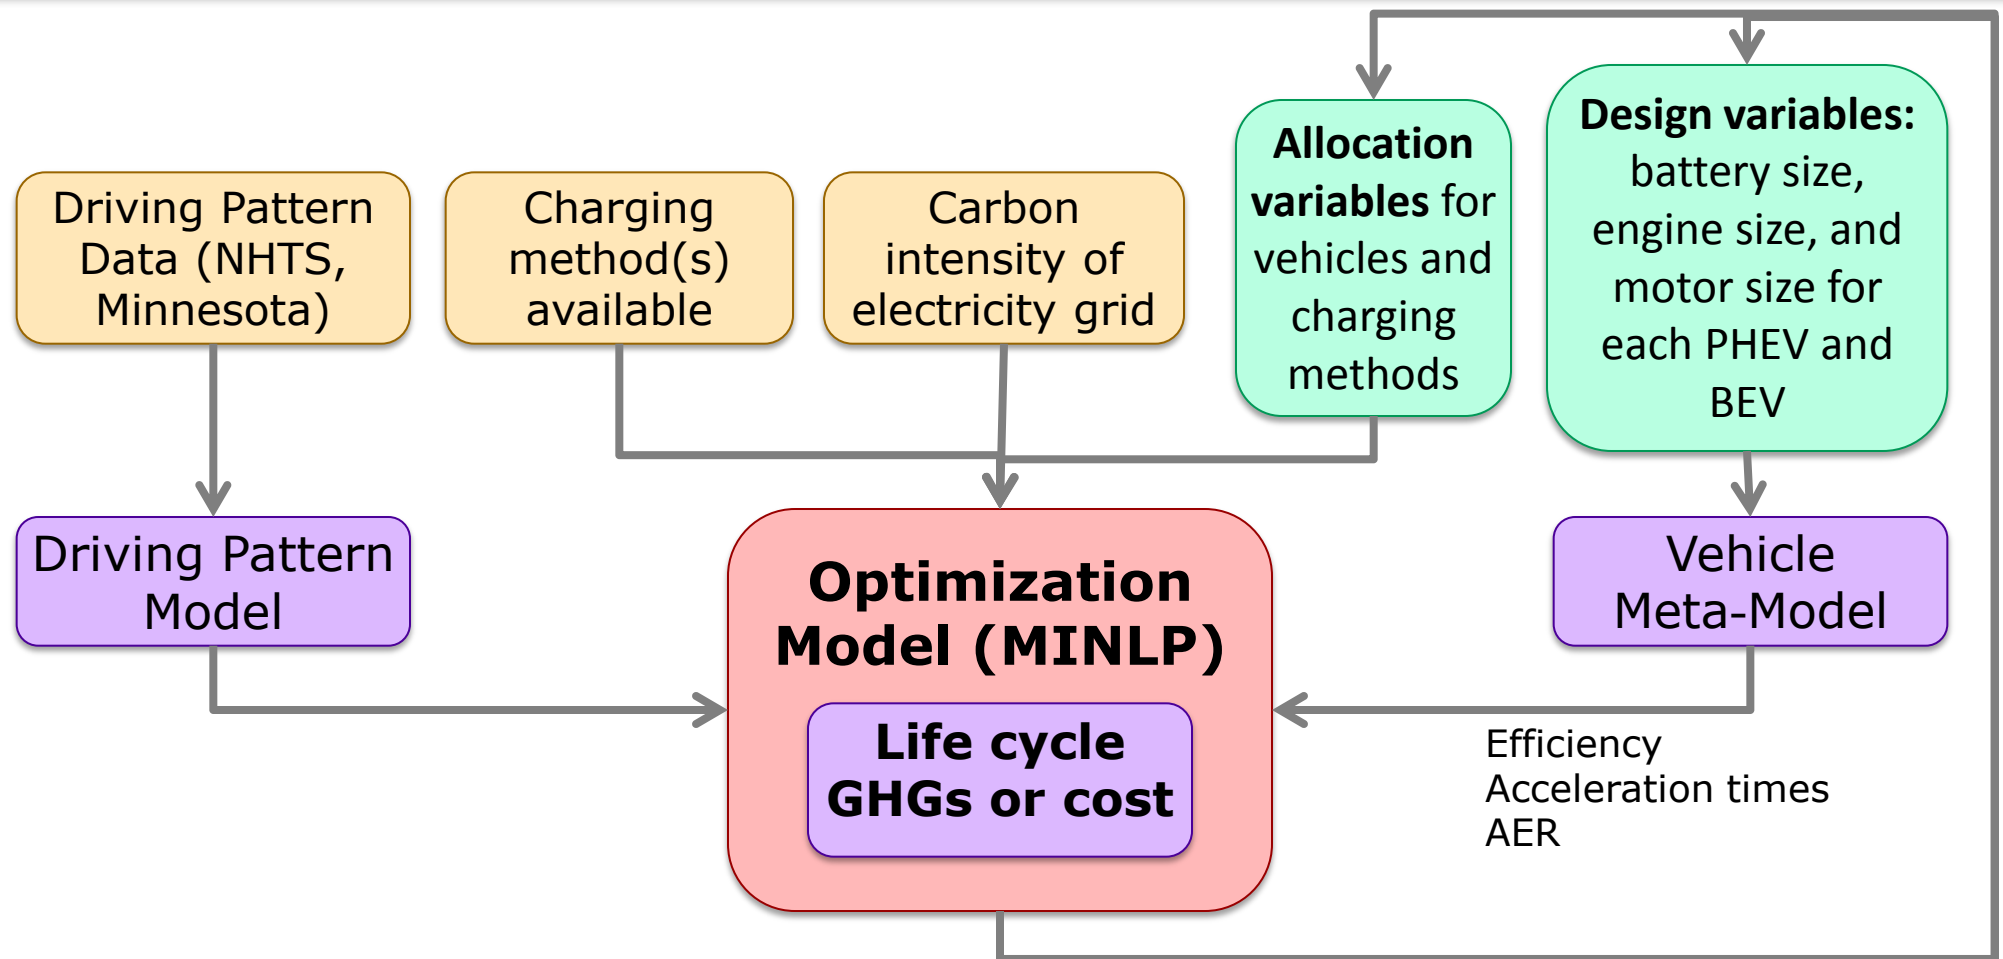 Driving Pattern
Data (NHTS,
Minnesota)
Charging
method(s)
available
Carbon
intensity of
electricity grid
Allocation
variables for
vehicles and
charging
methods
Design variables:
battery size,
engine size, and
motor size for
each PHEV and
BEV
Driving Pattern
Model
Optimization
Model (MINLP)
Life cycle
GHGs or cost
Vehicle
Meta-Model
Efficiency
Acceleration times
AER